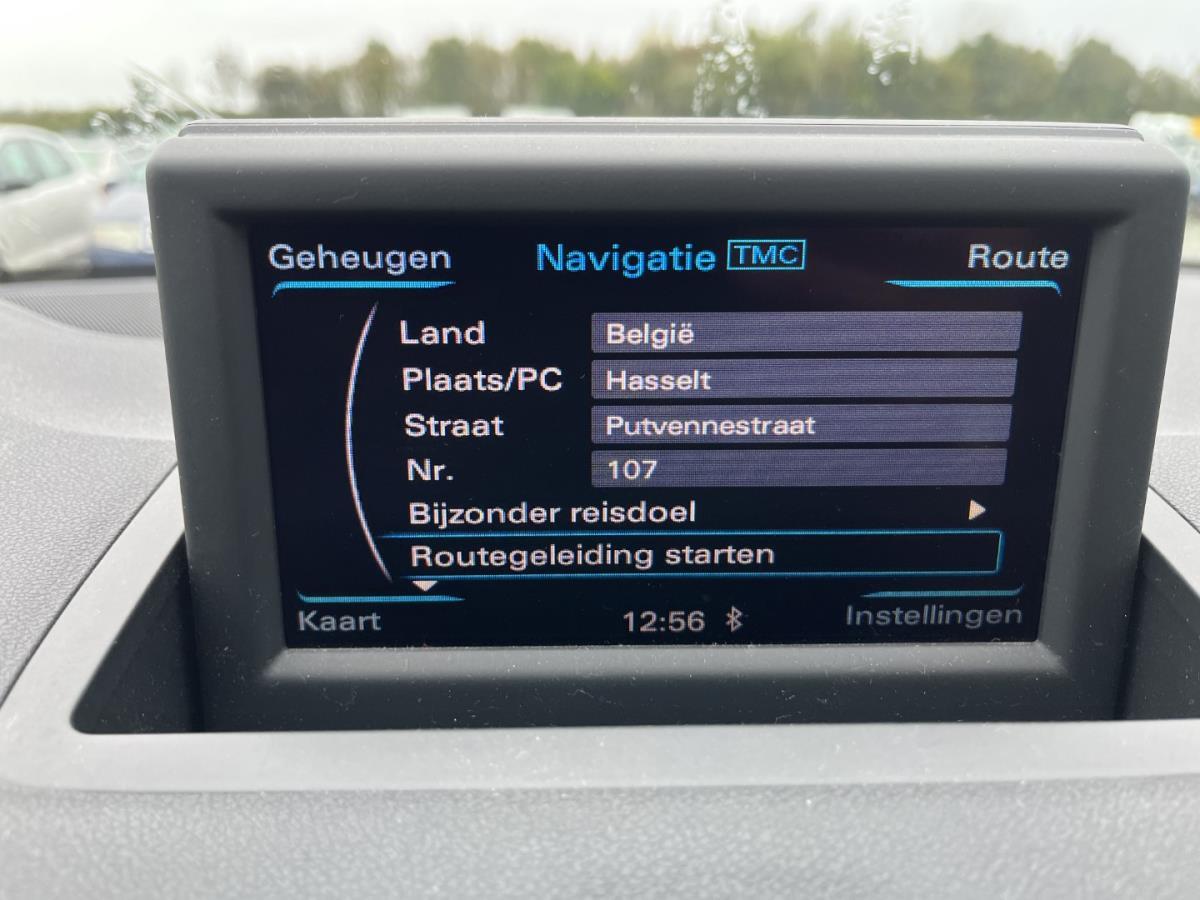 Geheugen Navigatie TMC Route
Land België
Plaats/PC Hasselt
Straat Putvennestraat
Nr. 107
Bijzonder reisdoel
Routegeleiding starten
Kaart 12:56 Instellingen